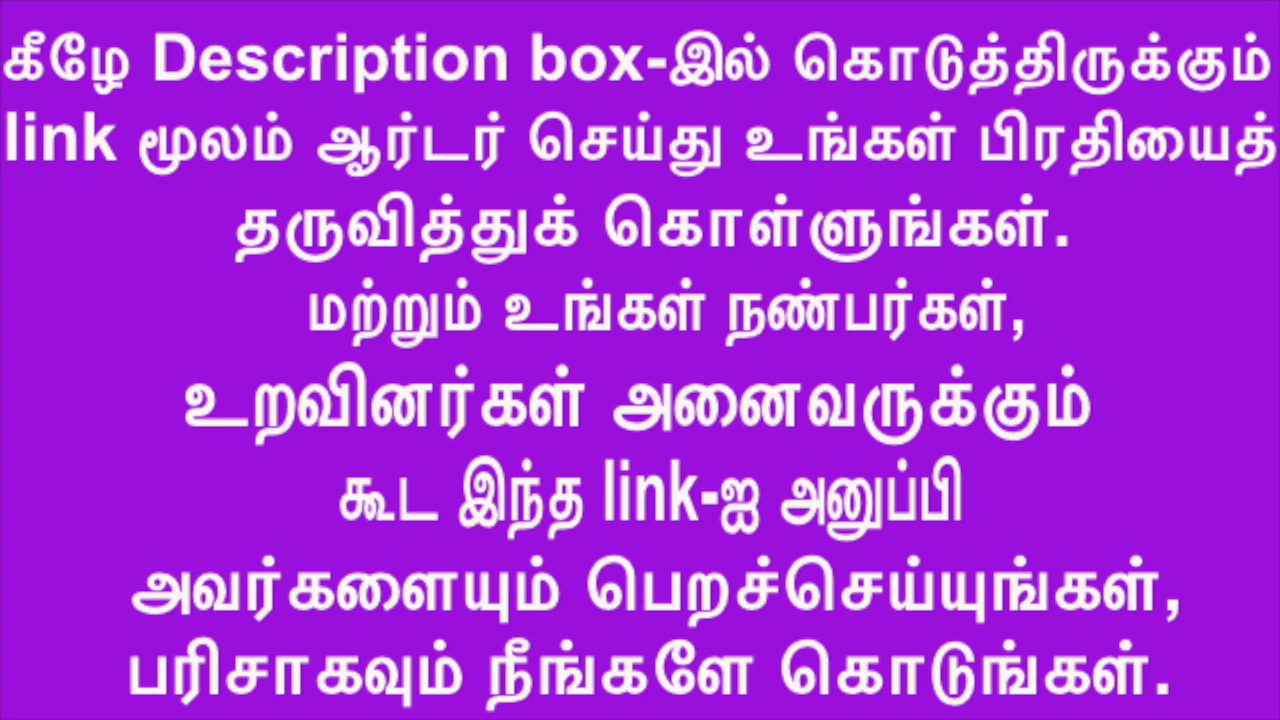 கீழே Description box-இல் கொடுத்திருக்கும்
link மூலம் ஆர்டர் செய்து உங்கள் பிரதியைத்
தருவித்துக் கொள்ளுங்கள்.
மற்றும் உங்கள் நண்பர்கள்,
உறவினர்கள் அனைவருக்கும்
கூட இந்த link-ஐ அனுப்பி
அவர்களையும் பெறச்செய்யுங்கள்,
பரிசாகவும் நீங்களே கொடுங்கள்.